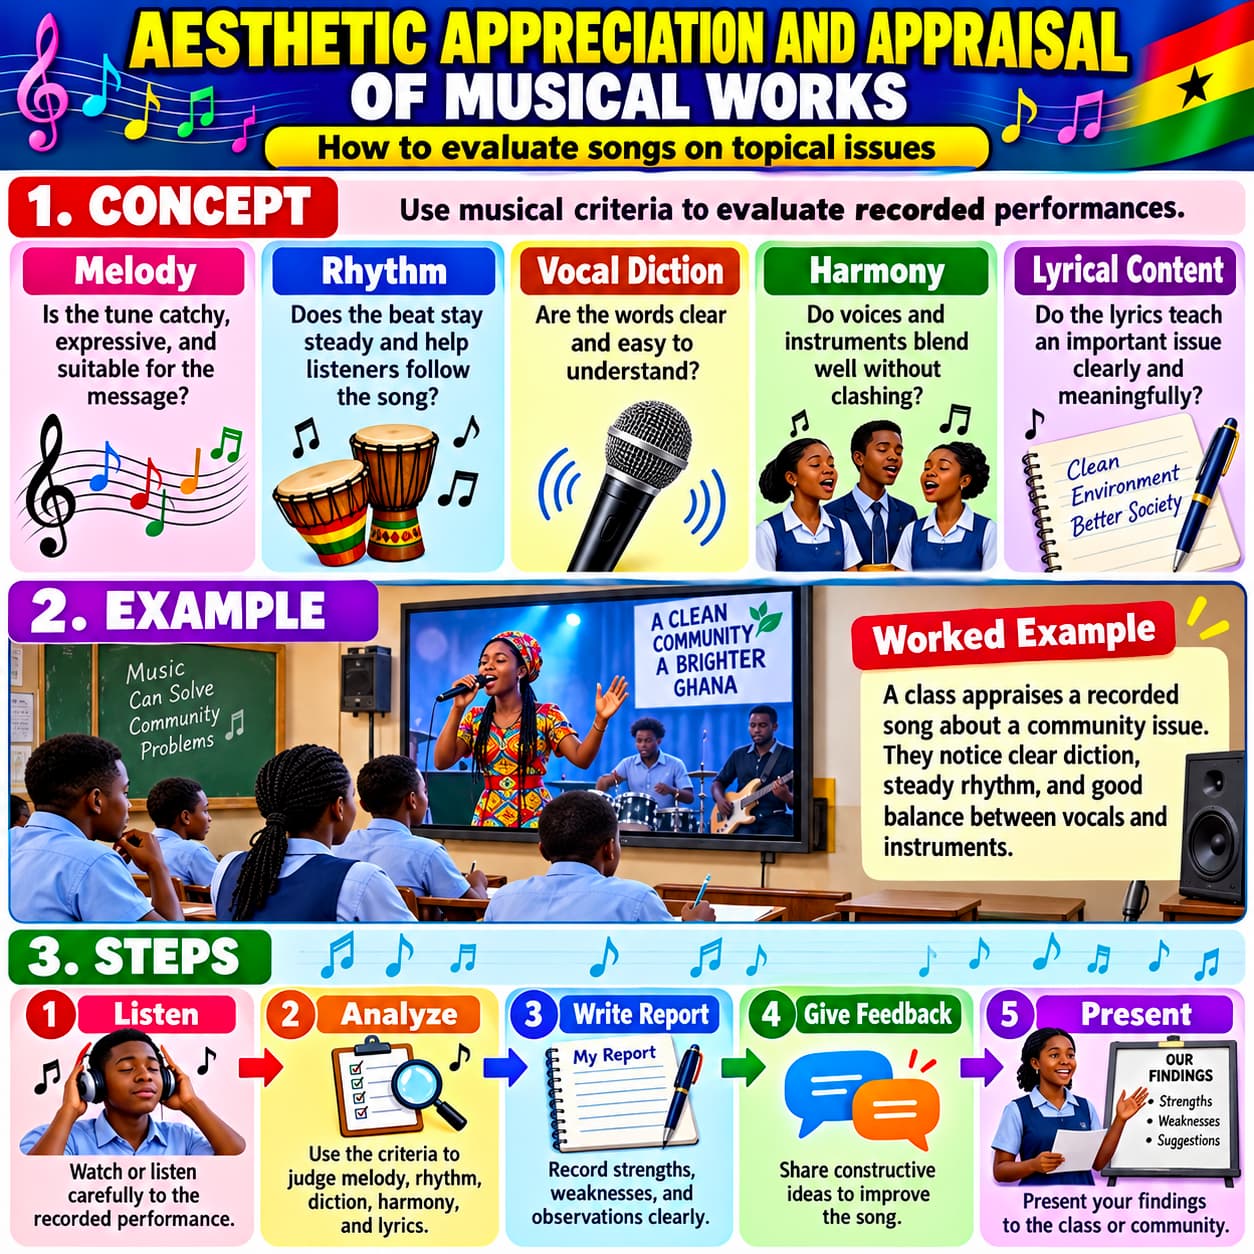 AESTHETIC APPRECIATION AND APPRAISAL
OF MUSICAL WORKS
How to evaluate songs on topical issues
1. CONCEPT
Use musical criteria to evaluate recorded performances.
Melody
Is the tune catchy,
expressive, and
suitable for the
message?
Rhythm
Does the beat stay
steady and help
listeners follow
the song?
Vocal Diction
Are the words clear
and easy to
understand?
Harmony
Do voices and
instruments blend
well without
clashing?
Lyrical Content
Do the lyrics teach
an important issue
clearly and
meaningfully?
Clean
Environment
Better Society
2. EXAMPLE
Music
Can Solve
Community
Problems
A CLEAN
COMMUNITY
A BRIGHTER
GHANA
Worked Example
A class appraises a recorded
song about a community issue.
They notice clear diction,
steady rhythm, and good
balance between vocals and
instruments.
3. STEPS
1 Listen
Watch or listen
carefully to the
recorded performance.
2 Analyze
Use the criteria to
judge melody, rhythm,
diction, harmony,
and lyrics.
3 Write Report
My Report
Record strengths,
weaknesses, and
observations clearly.
4 Give Feedback
Share constructive
ideas to improve
the song.
5 Present
OUR
FINDINGS
• Strengths
• Weaknesses
• Suggestions
Present your findings
to the class or community.